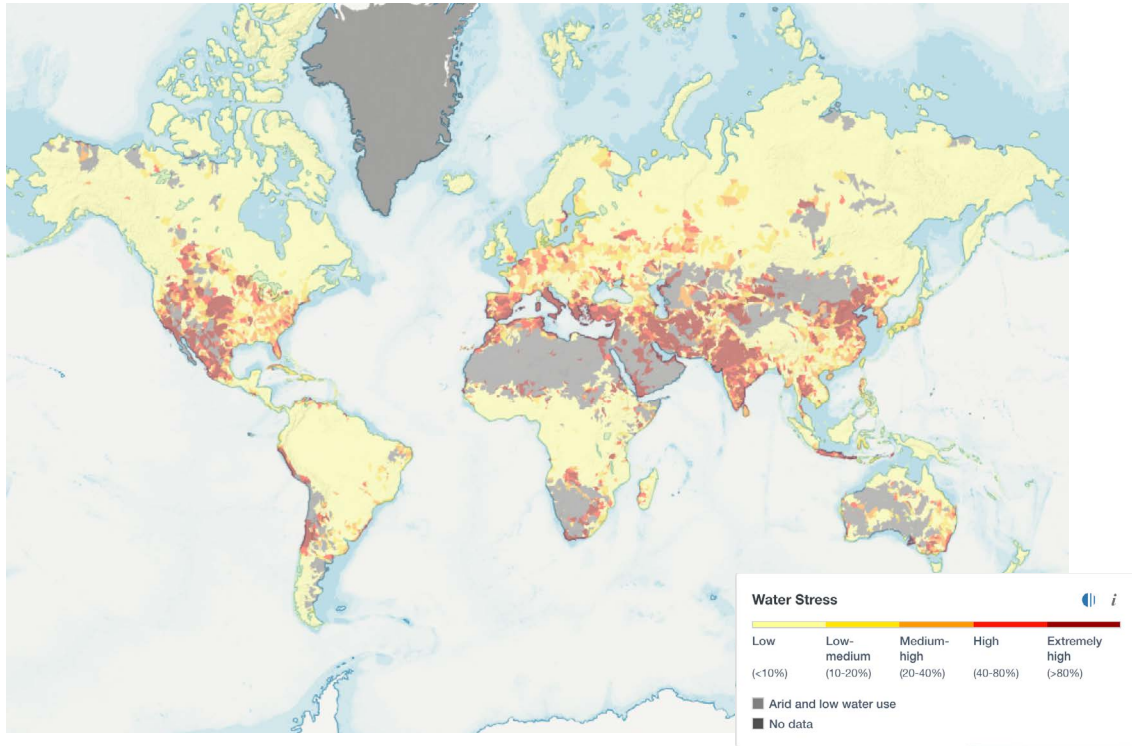 Water Stress i
Low Low-medium Medium-high High Extremely high
(<10%) (10-20%) (20-40%) (40-80%) (>80%)
Arid and low water use
No data